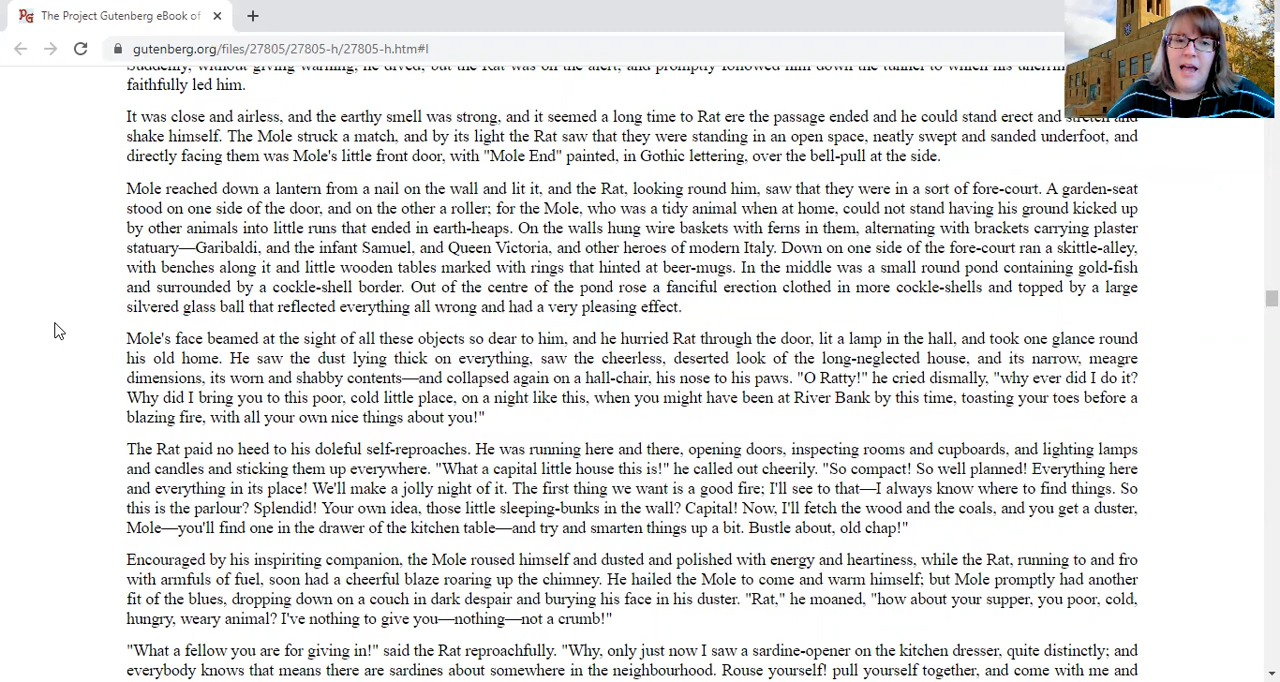 The Project Gutenberg eBook of
gutenberg.org/files/27805/27805-h/27805-h.htm#I
Suddenly, without giving warning, he dived; but the Rat was on the alert, and promptly followed him down the tunnel to which his
faithfully led him.
It was close and airless, and the earthy smell was strong, and it seemed a long time to Rat ere the passage ended and he could stand erect and stretch and
shake himself. The Mole struck a match, and by its light the Rat saw that they were standing in an open space, neatly swept and sanded underfoot, and
directly facing them was Mole's little front door, with "Mole End" painted, in Gothic lettering, over the bell-pull at the side.
Mole reached down a lantern from a nail on the wall and lit it, and the Rat, looking round him, saw that they were in a sort of fore-court. A garden-seat
stood on one side of the door, and on the other a roller; for the Mole, who was a tidy animal when at home, could not stand having his ground kicked up
by other animals into little runs that ended in earth-heaps. On the walls hung wire baskets with ferns in them, alternating with brackets carrying plaster
statuary—Garibaldi, and the infant Samuel, and Queen Victoria, and other heroes of modern Italy. Down on one side of the fore-court ran a skittle-alley,
with benches along it and little wooden tables marked with rings that hinted at beer-mugs. In the middle was a small round pond containing gold-fish
and surrounded by a cockle-shell border. Out of the centre of the pond rose a fanciful erection clothed in more cockle-shells and topped by a large
silvered glass ball that reflected everything all wrong and had a very pleasing effect.
Mole's face beamed at the sight of all these objects so dear to him, and he hurried Rat through the door, lit a lamp in the hall, and took one glance round
his old home. He saw the dust lying thick on everything, saw the cheerless, deserted look of the long-neglected house, and its narrow, meagre
dimensions, its worn and shabby contents—and collapsed again on a hall-chair, his nose to his paws. "O Ratty!" he cried dismally, "why ever did I do it?
Why did I bring you to this poor, cold little place, on a night like this, when you might have been at River Bank by this time, toasting your toes before a
blazing fire, with all your own nice things about you!"
The Rat paid no heed to his doleful self-reproaches. He was running here and there, opening doors, inspecting rooms and cupboards, and lighting lamps
and candles and sticking them up everywhere. "What a capital little house this is!" he called out cheerily. "So compact! So well planned! Everything here
and everything in its place! We'll make a jolly night of it. The first thing we want is a good fire; I'll see to that—I always know where to find things. So
this is the parlour? Splendid! Your own idea, those little sleeping-bunks in the wall? Capital! Now, I'll fetch the wood and the coals, and you get a duster,
Mole—you'll find one in the drawer of the kitchen table—and try and smarten things up a bit. Bustle about, old chap!"
Encouraged by his inspiriting companion, the Mole roused himself and dusted and polished with energy and heartiness, while the Rat, running to and fro
with armfuls of fuel, soon had a cheerful blaze roaring up the chimney. He hailed the Mole to come and warm himself; but Mole promptly had another
fit of the blues, dropping down on a couch in dark despair and burying his face in his duster. "Rat," he moaned, "how about your supper, you poor, cold,
hungry, weary animal? I've nothing to give you—nothing—not a crumb!"
"What a fellow you are for giving in!" said the Rat reproachfully. "Why, only just now I saw a sardine-opener on the kitchen dresser, quite distinctly; and
everybody knows that means there are sardines about somewhere in the neighbourhood. Rouse yourself! pull yourself together, and come with me and